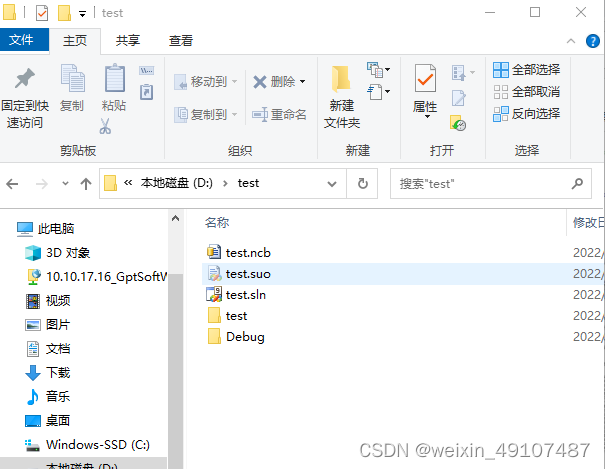 test
文件 主页 共享 查看
固定到快速访问
复制
粘贴
移动到
复制到
删除
重命名
新建
文件夹
属性
全部选择
全部取消
反向选择
剪贴板 组织 新建 打开 选择
« 本地磁盘 (D:) › test
搜索"test"
名称 修改日
此电脑
3D 对象
10.10.17.16_GptSoftW
视频
图片
文档
下载
音乐
桌面
Windows-SSD (C:)
本地磁盘 (D:)
test.ncb 2022/
test.suo 2022/
test.sln 2022/
test 2022/
Debug 2022/
CSDN @weixin_49107487